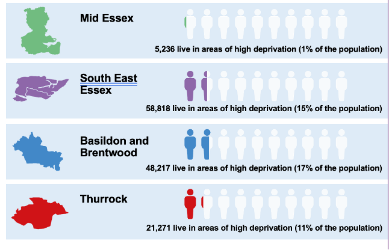 Mid Essex
5,236 live in areas of high deprivation (1% of the population)
South East
Essex
58,818 live in areas of high deprivation (15% of the population)
Basildon and
Brentwood
48,217 live in areas of high deprivation (17% of the population)
Thurrock
21,271 live in areas of high deprivation (11% of the population)